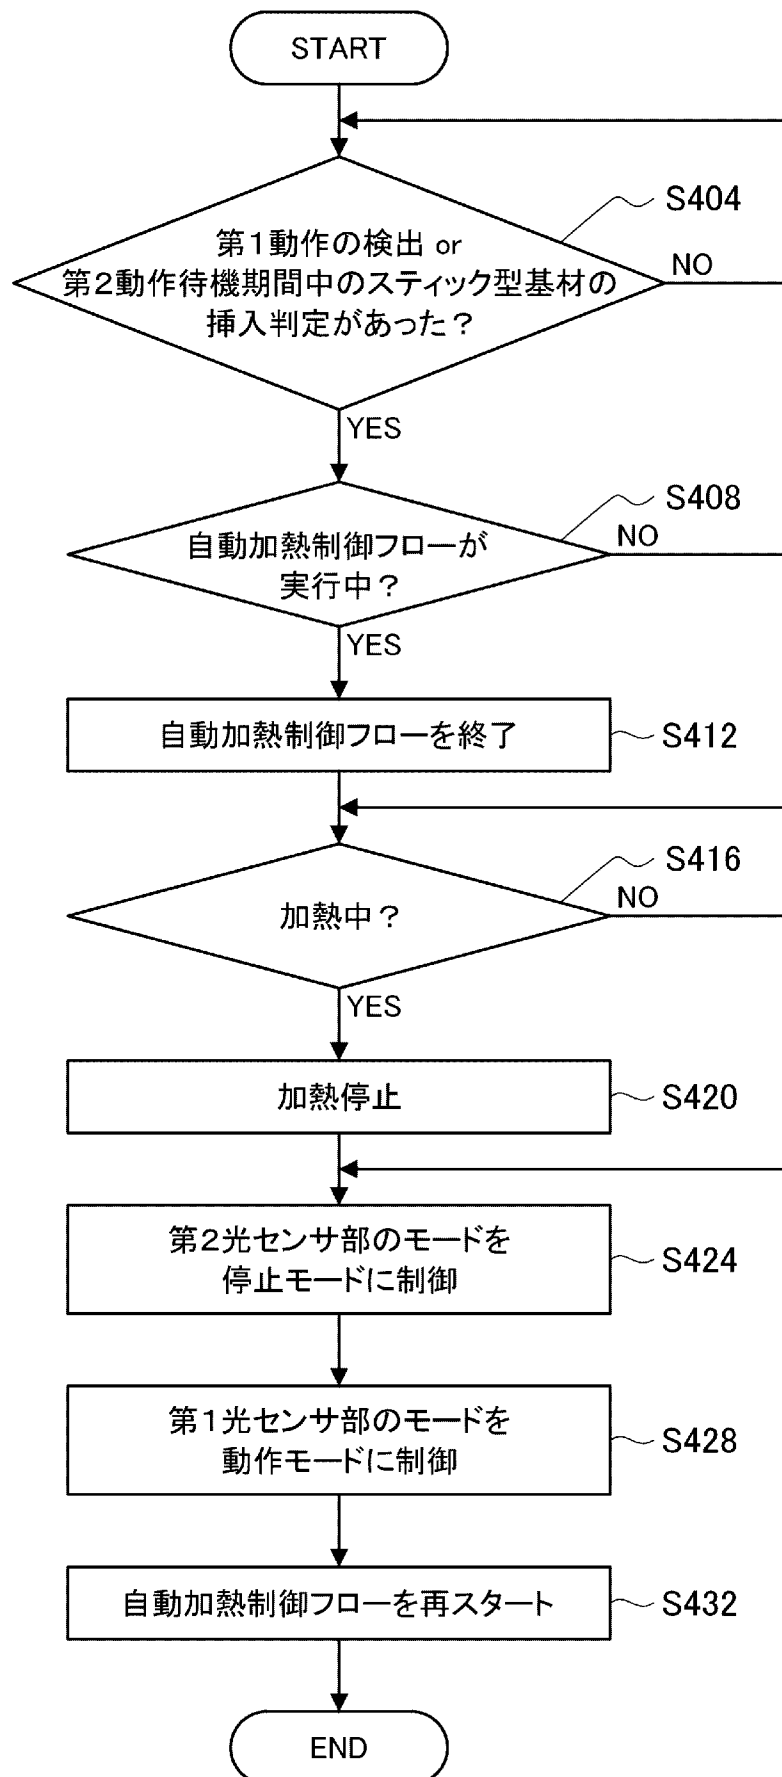 START
S404
第1動作の検出 or
第2動作待機期間中のスティック型基材の
挿入判定があった？
NO
YES
S408
自動加熱制御フローが
実行中？
NO
YES
自動加熱制御フローを終了
S412
S416
加熱中？
NO
YES
加熱停止
S420
第2光センサ部のモードを
停止モードに制御
S424
第1光センサ部のモードを
動作モードに制御
S428
自動加熱制御フローを再スタート
S432
END